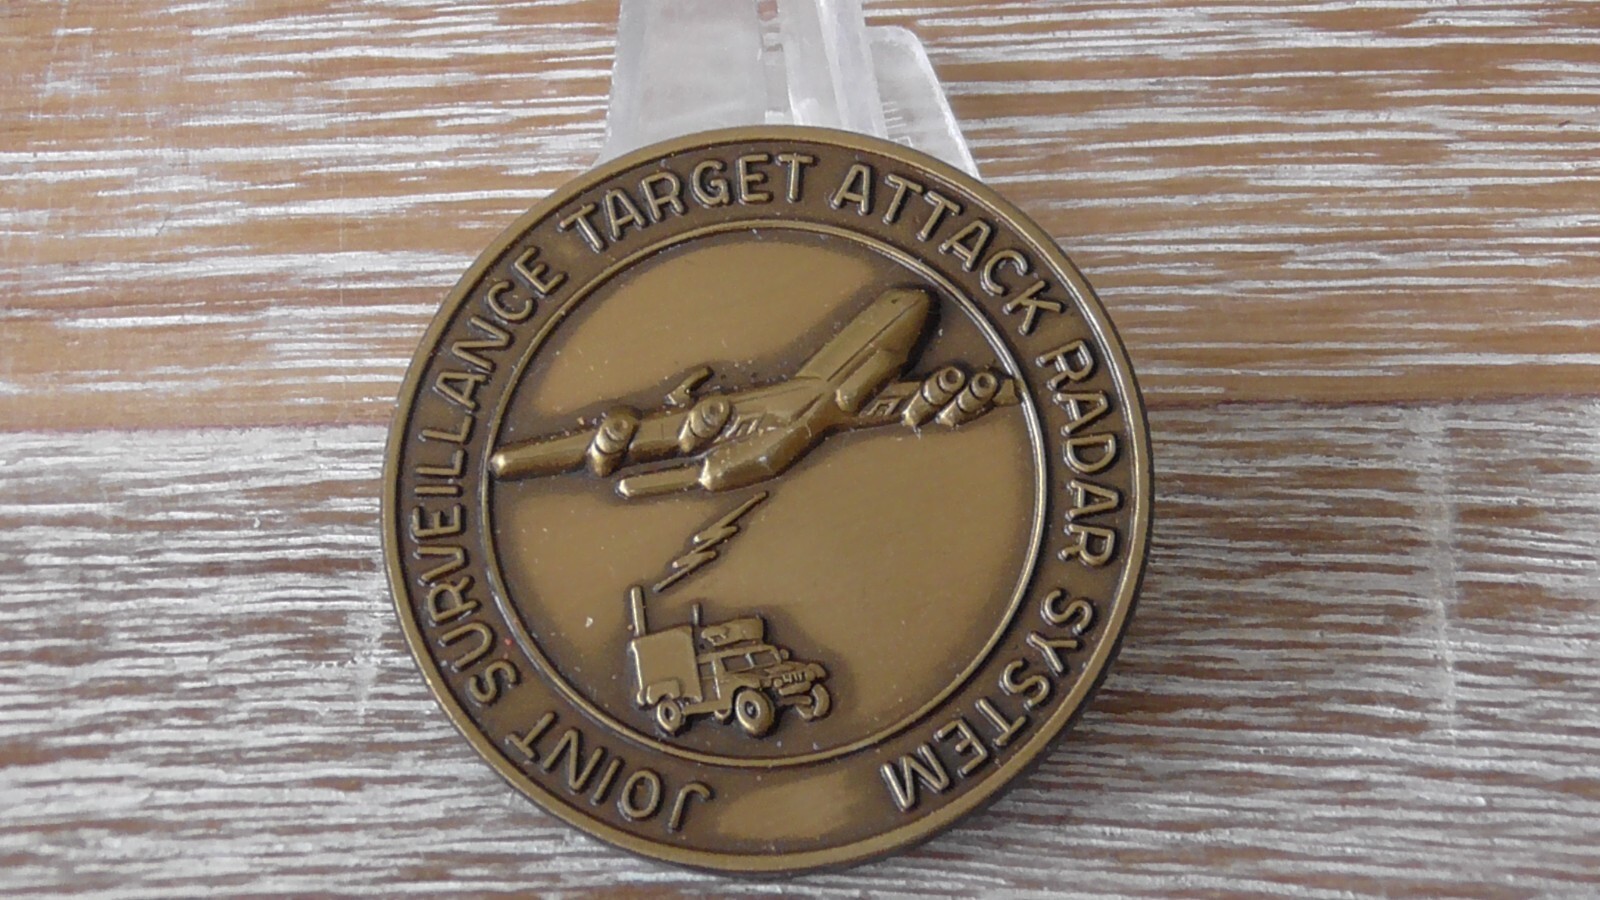 JOINT SURVEILLANCE TARGET ATTACK RADAR SYSTEM